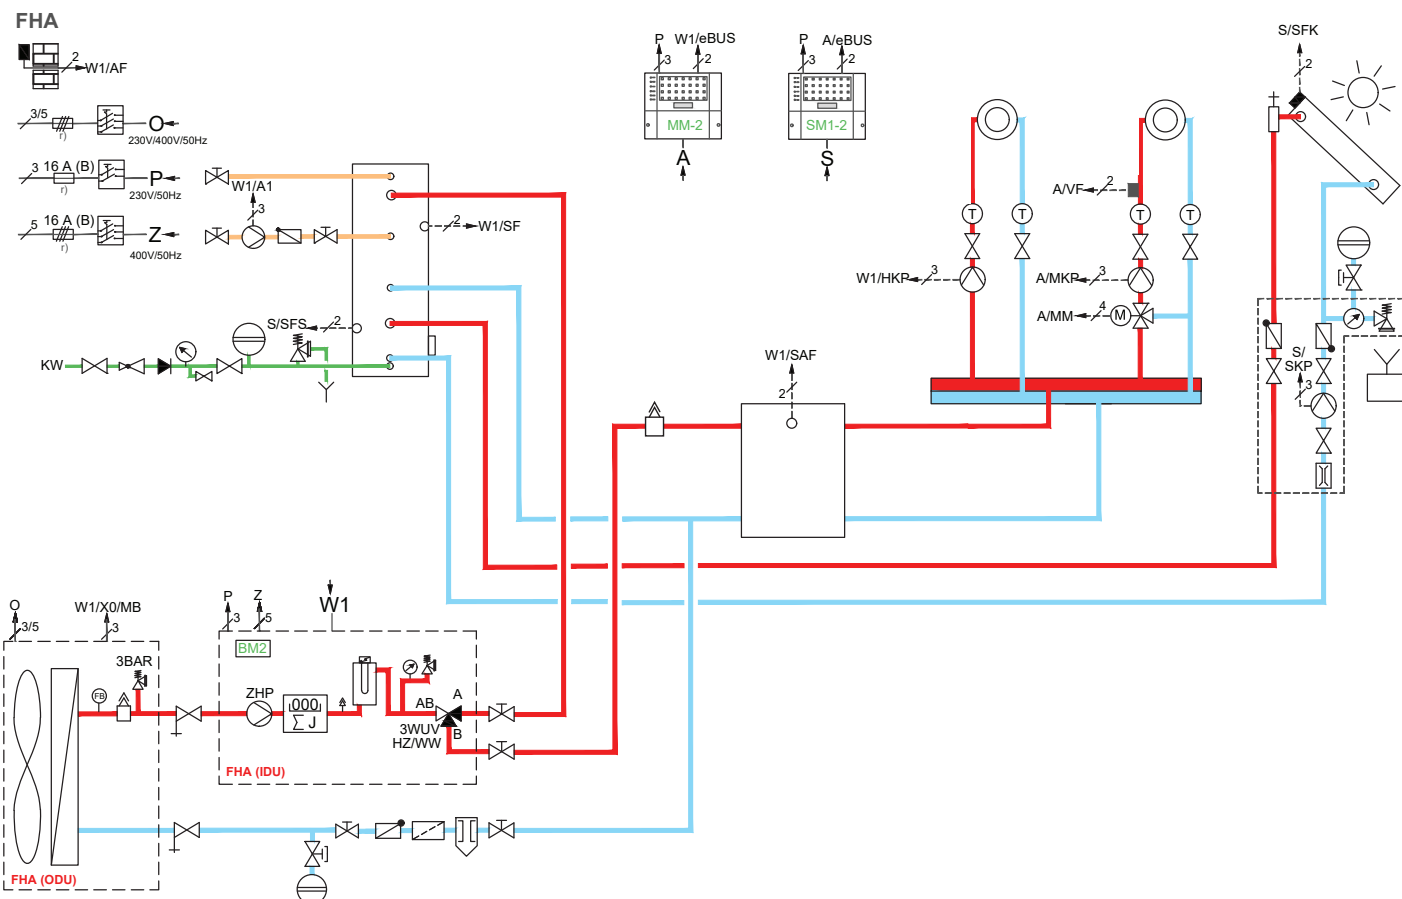 FHA
2
W1/AF
3/5
r)
O
230V/400V/50Hz
3
16 A (B)
r)
P
230V/50Hz
5
16 A (B)
r)
Z
400V/50Hz
W1/A1
3
2
W1/SF
S/SFS
2
KW
P
3
W1/eBUS
2
MM-2
A
P
3
A/eBUS
2
SM1-2
S
S/SFK
2
A/VF
2
T
T
T
T
W1/HKP
3
A/MKP
3
A/MM
4
M
S/
SKP
3
W1/SAF
2
O
3/5
W1/X0/MB
3
3BAR
FB
FHA (ODU)
P
3
Z
5
W1
BM2
ZHP
000
∑ J
AB
A
B
3WUV
HZ/WW
FHA (IDU)